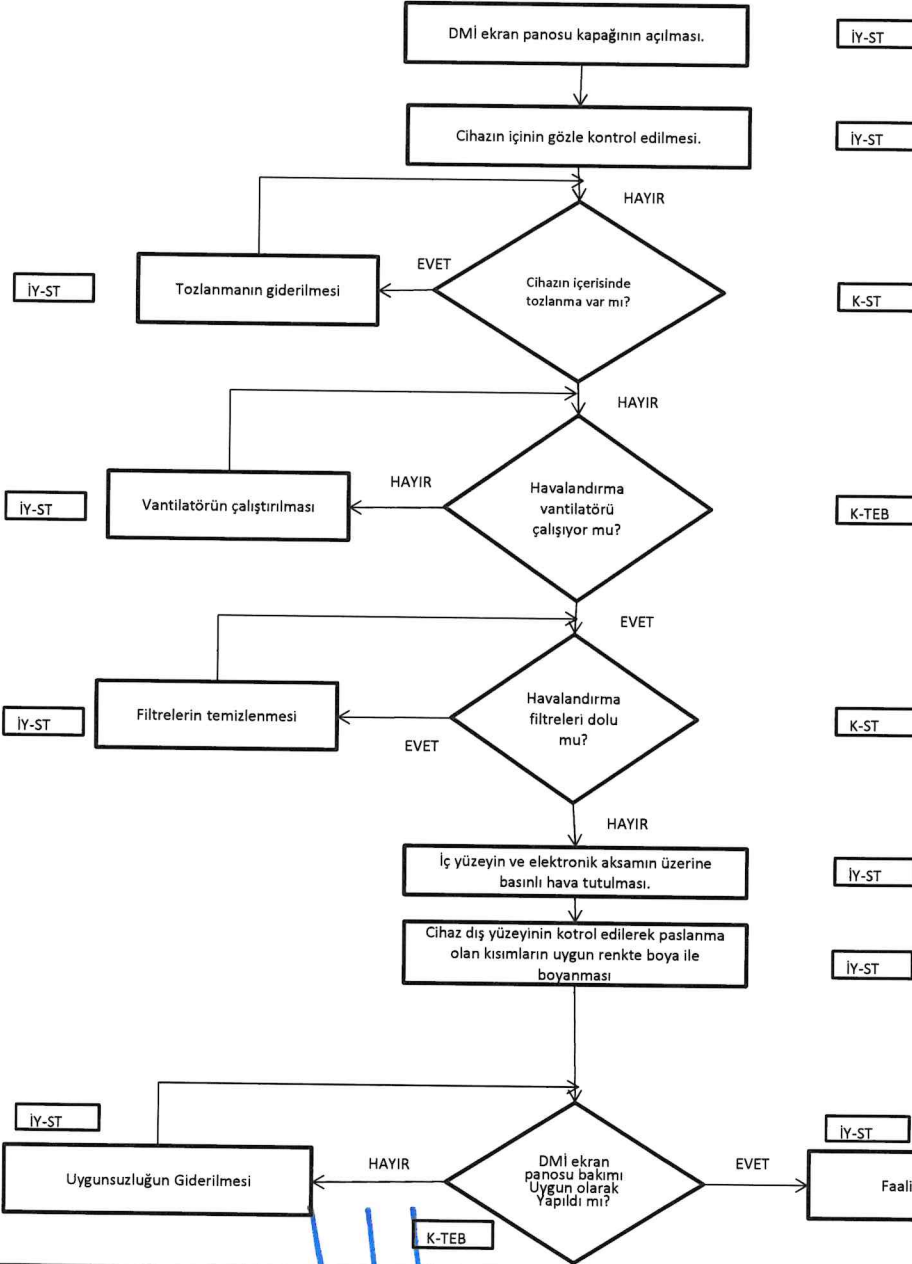 DMİ ekran panosu kapağının açılması.
İY-ST
Cihazın içinin gözle kontrol edilmesi.
İY-ST
HAYIR
EVET
Cihazın içerisinde
tozlanma var mı?
Tozlanmanın giderilmesi
İY-ST
K-ST
HAYIR
HAYIR
Havalandırma
vantilatörü
çalışıyor mu?
Vantilatörün çalıştırılması
İY-ST
K-TEB
EVET
Havalandırma
filtreleri dolu
mu?
Filtrelerin temizlenmesi
İY-ST
K-ST
EVET
HAYIR
İç yüzeyin ve elektronik aksamın üzerine
basınlı hava tutulması.
İY-ST
Cihaz dış yüzeyinin kotrol edilerek paslanma
olan kısımların uygun renkte boya ile
boyanması
İY-ST
İY-ST
İY-ST
Uygunsuzluğun Giderilmesi
HAYIR
DMİ ekran
panosu bakımı
Uygun olarak
Yapıldı mı?
EVET
Faali
K-TEB